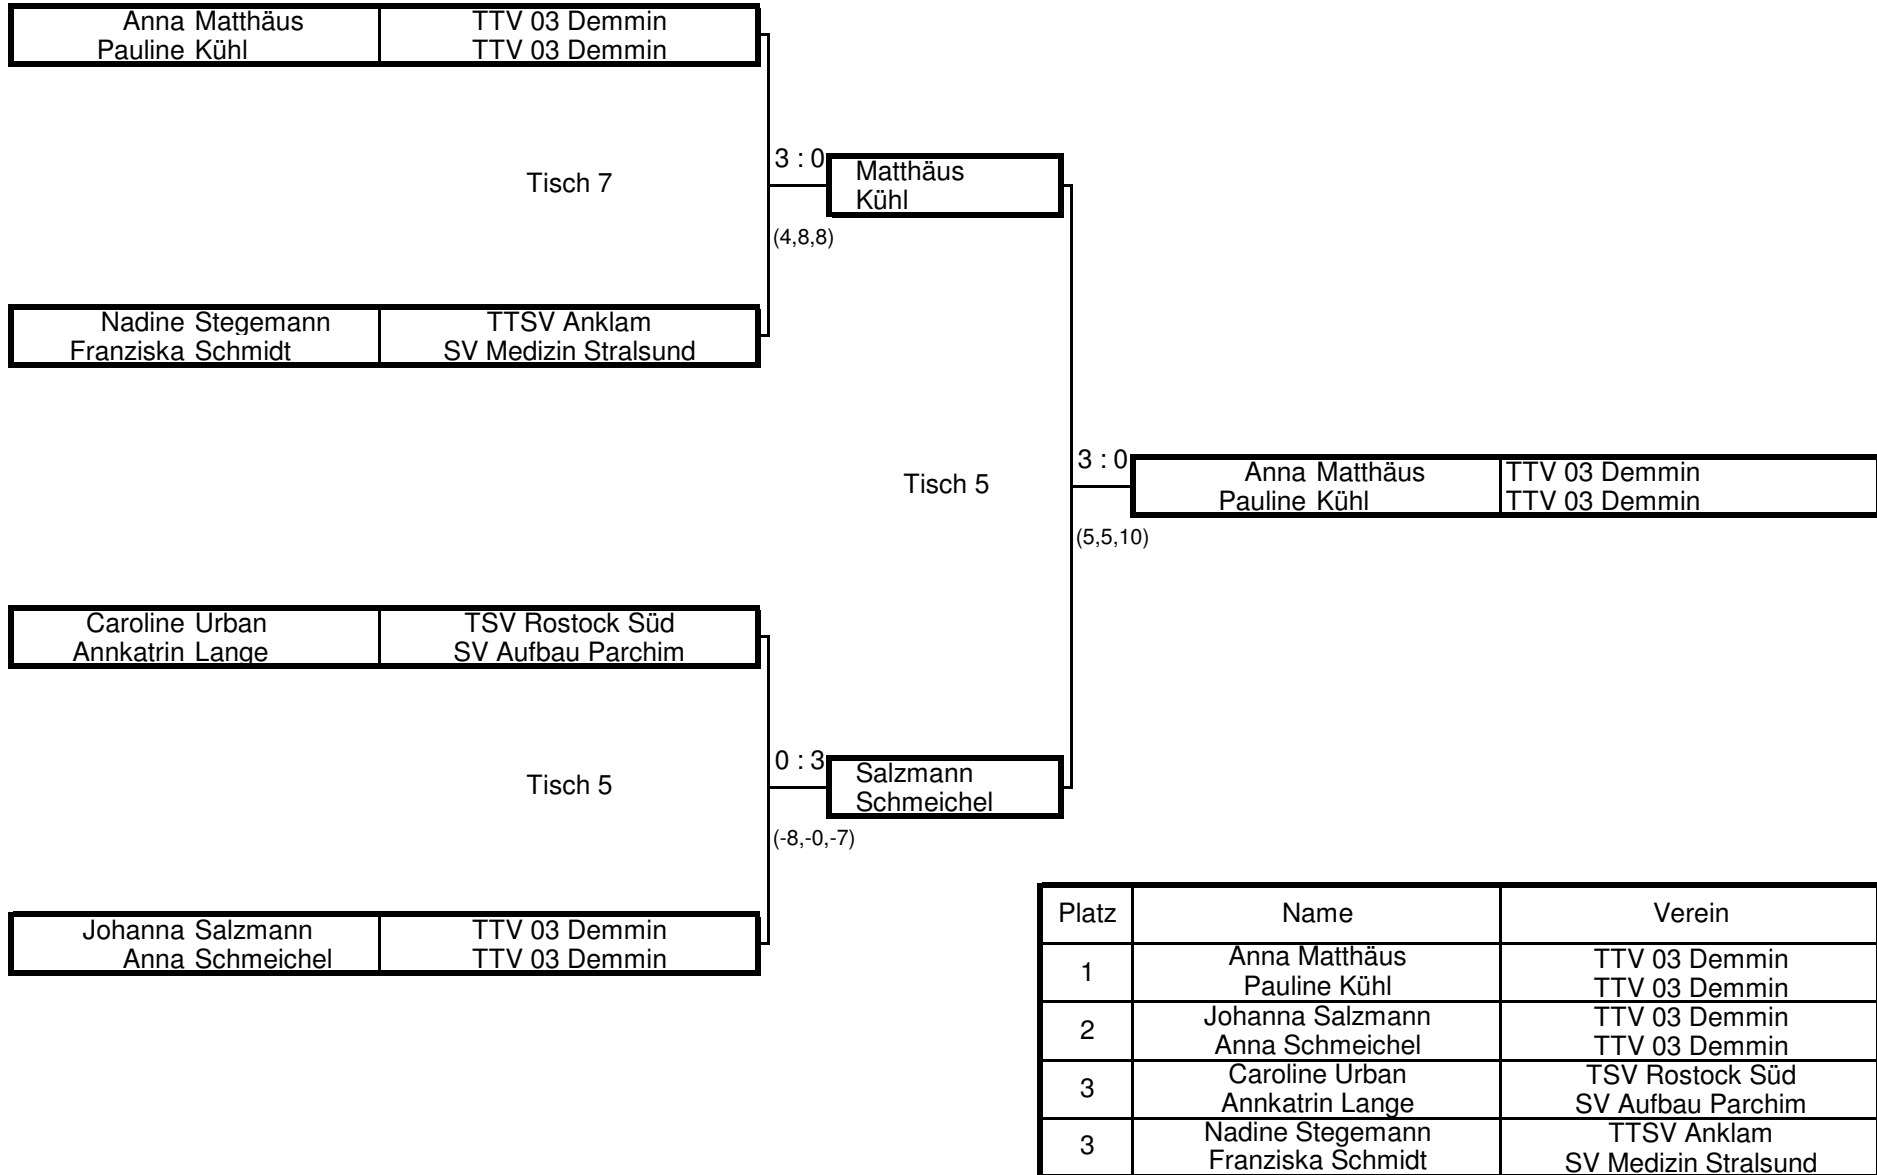 Anna Matthäus TTV 03 Demmin
Pauline Kühl TTV 03 Demmin
3 : 0
Tisch 7
Matthäus
Kühl
(4,8,8)
Nadine Stegemann TTSV Anklam
Franziska Schmidt SV Medizin Stralsund
3 : 0
Tisch 5
Anna Matthäus TTV 03 Demmin
Pauline Kühl TTV 03 Demmin
(5,5,10)
Caroline Urban TSV Rostock Süd
Annkatrin Lange SV Aufbau Parchim
0 : 3
Tisch 5
Salzmann
Schmeichel
(-8,-0,-7)
Johanna Salzmann TTV 03 Demmin
Anna Schmeichel TTV 03 Demmin
Platz Name Verein
1
Anna Matthäus TTV 03 Demmin
Pauline Kühl TTV 03 Demmin
2
Johanna Salzmann TTV 03 Demmin
Anna Schmeichel TTV 03 Demmin
3
Caroline Urban TSV Rostock Süd
Annkatrin Lange SV Aufbau Parchim
3
Nadine Stegemann TTSV Anklam
Franziska Schmidt SV Medizin Stralsund